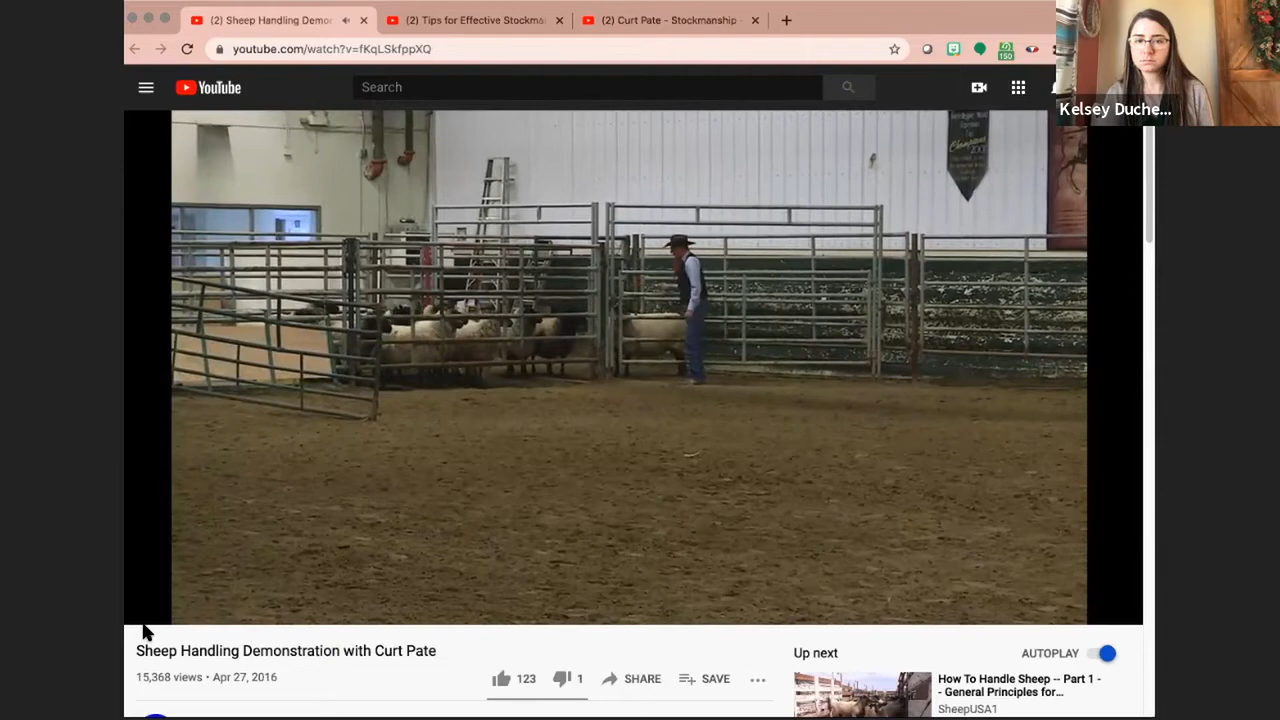 (2) Sheep Handling Demon
(2) Tips for Effective Stockma
(2) Curt Pate - Stockmanship -
youtube.com/watch?v=fKqLSkfppXQ
150
YouTube
Search
Kelsey Duche...
Champions
Sheep Handling Demonstration with Curt Pate
15,368 views • Apr 27, 2016
123
1
SHARE
SAVE
Up next
AUTOPLAY
How To Handle Sheep -- Part 1 -
- General Principles for...
SheepUSA1